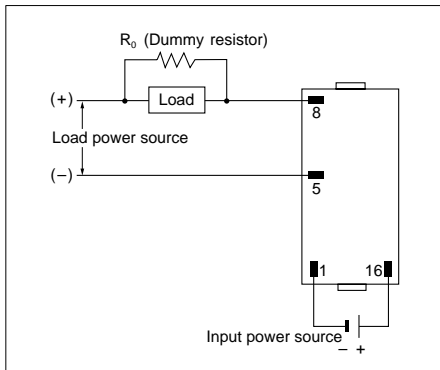 R₀ (Dummy resistor)
(+)
Load
8
Load power source
(−)
5
1
16
Input power source
− +